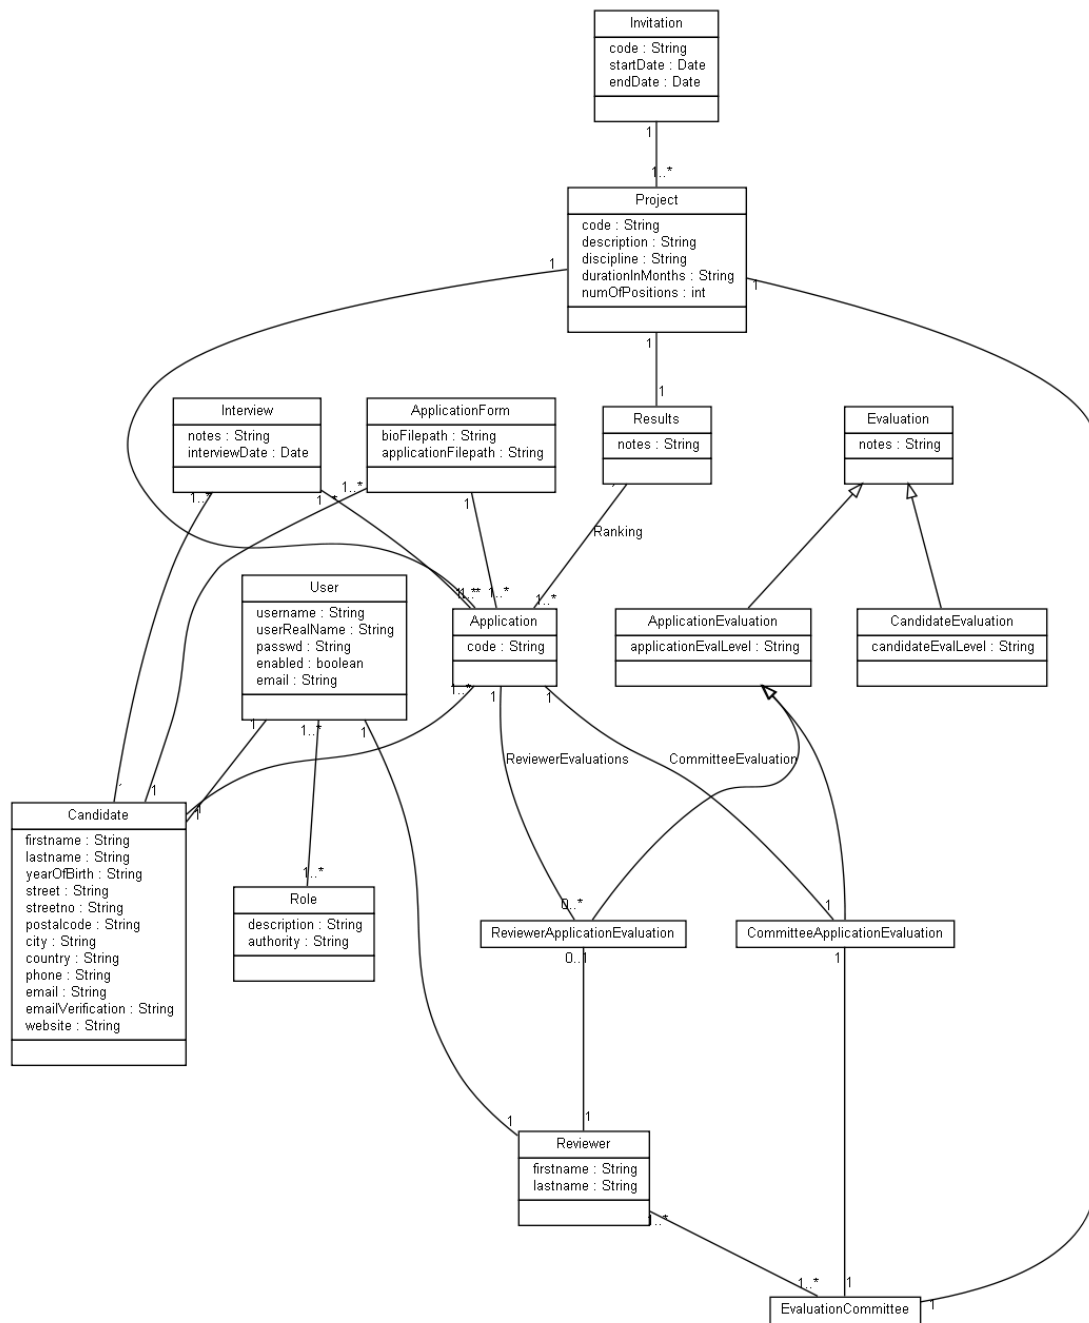 Invitation
code : String
startDate : Date
endDate : Date
1
1..*
Project
code : String
description : String
discipline : String
durationInMonths : String
numOfPositions : int
1
1
1
1
Interview
notes : String
interviewDate : Date
1..*
ApplicationForm
bioFilepath : String
applicationFilepath : String
1..*
1
Results
notes : String
Ranking
Evaluation
notes : String
User
username : String
userRealName : String
passwd : String
enabled : boolean
email : String
1
1..*
1
1..*
1..*
Application
code : String
1..*
1
1
ApplicationEvaluation
applicationEvalLevel : String
CandidateEvaluation
candidateEvalLevel : String
ReviewerEvaluations
CommitteeEvaluation
1
1
Candidate
firstname : String
lastname : String
yearOfBirth : String
street : String
streetno : String
postalcode : String
city : String
country : String
phone : String
email : String
emailVerification : String
website : String
1..*
Role
description : String
authority : String
0..*
ReviewerApplicationEvaluation
0..1
1
CommitteeApplicationEvaluation
1
1
1
Reviewer
firstname : String
lastname : String
1..*
1..*
1
1
EvaluationCommittee